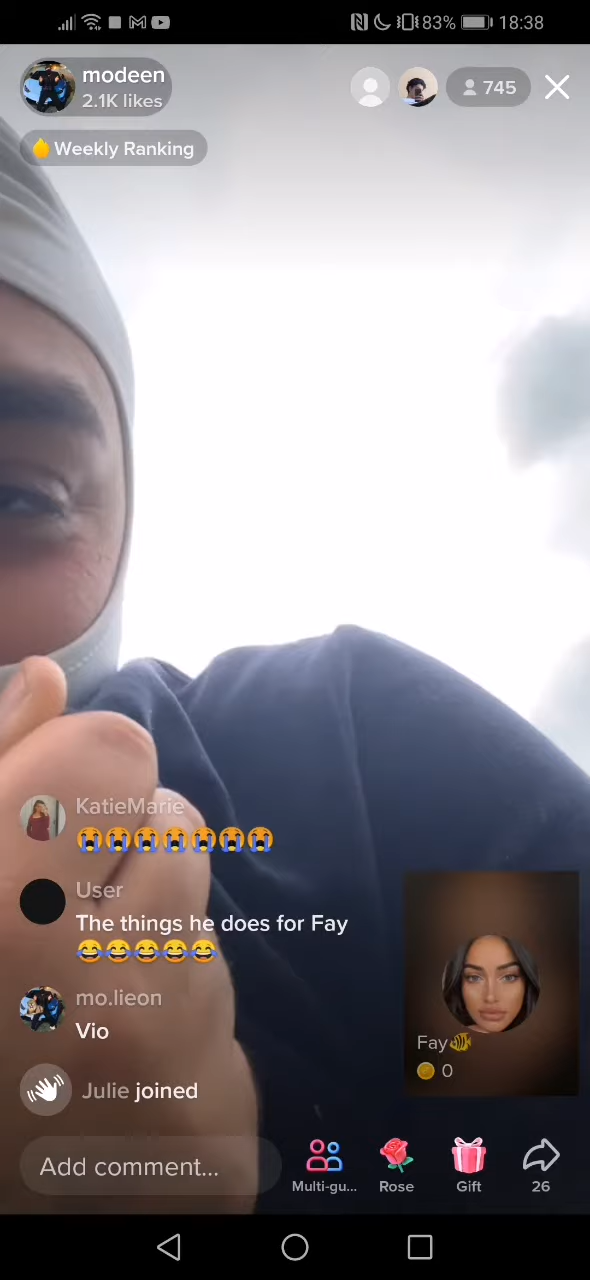 83% 18:38
modeen
2.1K likes
745
Weekly Ranking
KatieMarie
😭😭😭😭😭😭😭
User
The things he does for Fay
😂😂😂😂😂
mo.lieon
Vio
Julie joined
Fay🐠
0
Add comment...
Multi-gu...
Rose
Gift
26